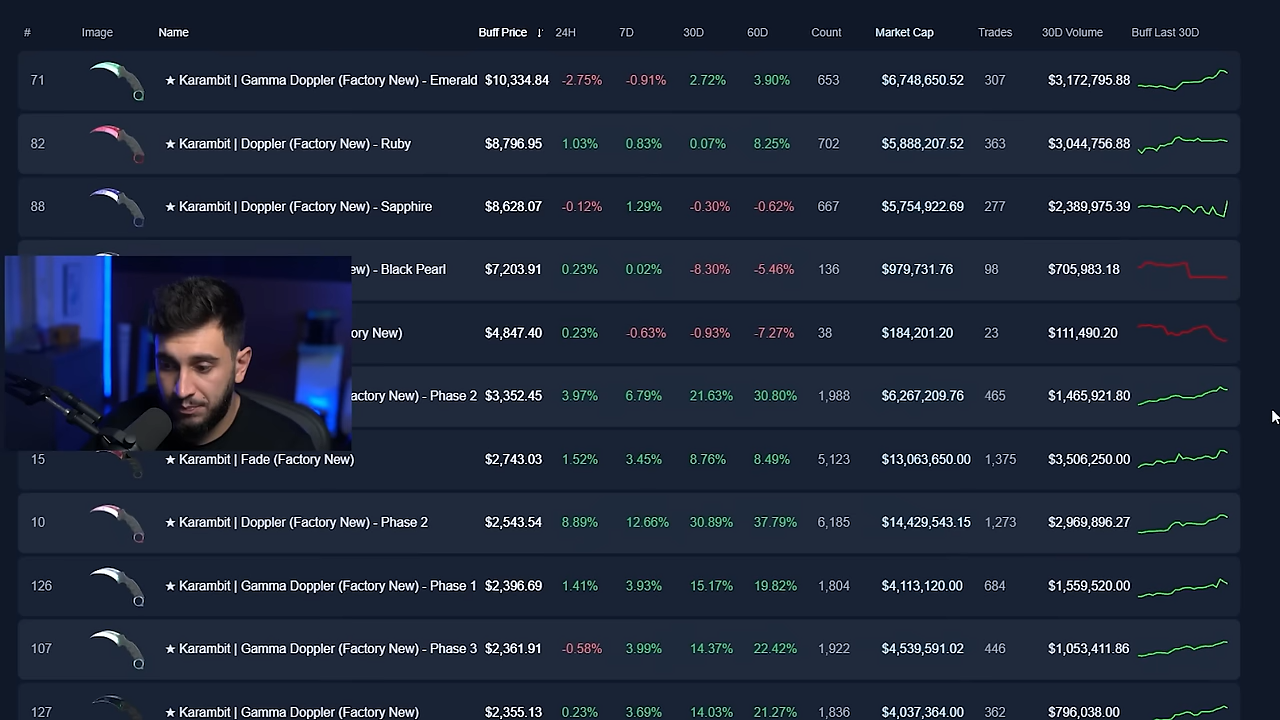 # Image Name Buff Price ↓ 24H 7D 30D 60D Count Market Cap Trades 30D Volume Buff Last 30D
71 ★ Karambit | Gamma Doppler (Factory New) - Emerald $10,334.84 -2.75% -0.91% 2.72% 3.90% 653 $6,748,650.52 307 $3,172,795.88
82 ★ Karambit | Doppler (Factory New) - Ruby $8,796.95 1.03% 0.83% 0.07% 8.25% 702 $5,888,207.52 363 $3,044,756.88
88 ★ Karambit | Doppler (Factory New) - Sapphire $8,628.07 -0.12% 1.29% -0.30% -0.62% 667 $5,754,922.69 277 $2,389,975.39
ew) - Black Pearl $7,203.91 0.23% 0.02% -8.30% -5.46% 136 $979,731.76 98 $705,983.18
ory New) $4,847.40 0.23% -0.63% -0.93% -7.27% 38 $184,201.20 23 $111,490.20
actory New) - Phase 2 $3,352.45 3.97% 6.79% 21.63% 30.80% 1,988 $6,267,209.76 465 $1,465,921.80
15 ★ Karambit | Fade (Factory New) $2,743.03 1.52% 3.45% 8.76% 8.49% 5,123 $13,063,650.00 1,375 $3,506,250.00
10 ★ Karambit | Doppler (Factory New) - Phase 2 $2,543.54 8.89% 12.66% 30.89% 37.79% 6,185 $14,429,543.15 1,273 $2,969,896.27
126 ★ Karambit | Gamma Doppler (Factory New) - Phase 1 $2,396.69 1.41% 3.93% 15.17% 19.82% 1,804 $4,113,120.00 684 $1,559,520.00
107 ★ Karambit | Gamma Doppler (Factory New) - Phase 3 $2,361.91 -0.58% 3.99% 14.37% 22.42% 1,922 $4,539,591.02 446 $1,053,411.86
127 ★ Karambit | Gamma Doppler (Factory New) $2,355.13 0.23% 3.69% 14.03% 21.27% 1,836 $4,037,364.00 362 $796,038.00